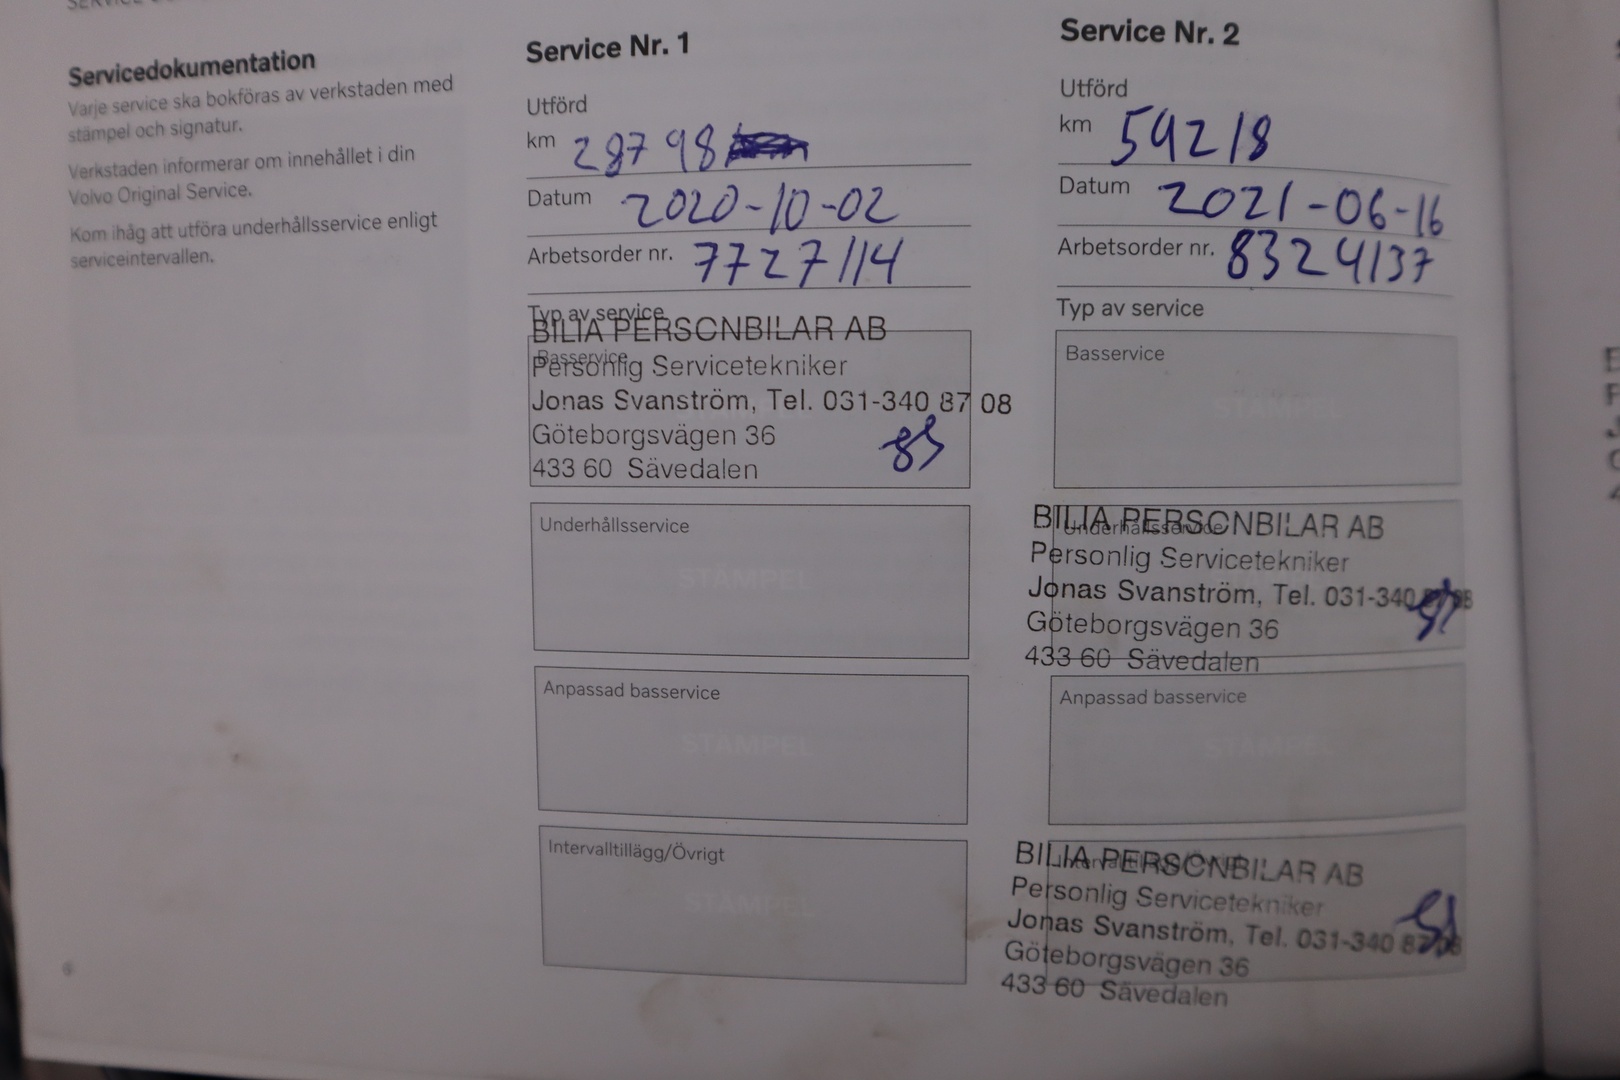 Servicedokumentation
Varje service ska bokföras av verkstaden med
stämpel och signatur.
Verkstaden informerar om innehållet i din
Volvo Original Service.
Kom ihåg att utföra underhållsservice enligt
serviceintervallen.
6
Service Nr. 1
Utförd
km 28798
Datum 2020-10-02
Arbetsorder nr. 7727114
Typ av service
BILIA PERSONBILAR AB
Basservice
Personlig Servicetekniker
Jonas Svanström, Tel. 031-340 87 08
Göteborgsvägen 36
433 60 Sävedalen
Underhållsservice
STÄMPEL
Anpassad basservice
STÄMPEL
Intervalltillägg/Övrigt
STÄMPEL
Service Nr. 2
Utförd
km 59218
Datum 2021-06-16
Arbetsorder nr. 8324137
Typ av service
Basservice
STÄMPEL
BILIA PERSONBILAR AB
Underhållsservice
Personlig Servicetekniker
Jonas Svanström, Tel. 031-340
Göteborgsvägen 36
433 60 Sävedalen
Anpassad basservice
STÄMPEL
BILIA PERSONBILAR AB
Personlig Servicetekniker
Jonas Svanström, Tel. 031-340 87 08
Göteborgsvägen 36
433 60 Sävedalen